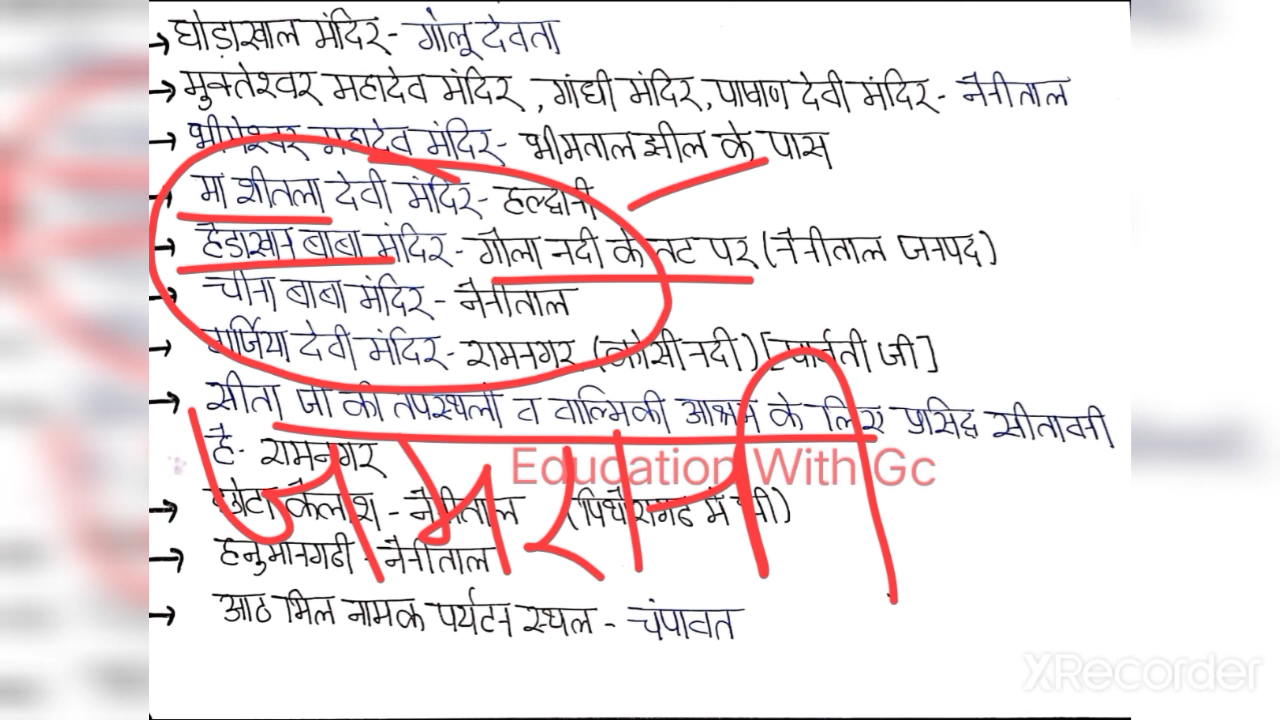 → घोड़ाखाल मंदिर - गोलू देवता
→ मुक्तेश्वर महादेव मंदिर, गांधी मंदिर, पाषाण देवी मंदिर - नैनीताल
→ भीमेश्वर महादेव मंदिर - भीमताल झील के पास
→ मां शीतला देवी मंदिर - हल्द्वानी
→ हैडाखान बाबा मंदिर - गौला नदी के तट पर (नैनीताल जनपद)
→ चीना बाबा मंदिर - नैनीताल
→ गर्जिया देवी मंदिर - रामनगर (कोसी नदी) [पार्वती जी]
→ सीता जी की तपस्थली व वाल्मिकी आश्रम के लिए प्रसिद्ध सीतावनी
है - रामनगर
Education With Gc
→ छोटा कैलाश - नैनीताल (पिथौरागढ में भी)
→ हनुमानगढी - नैनीताल
→ आठ मिल नामक पर्यटन स्थल - चंपावत
XRecorder